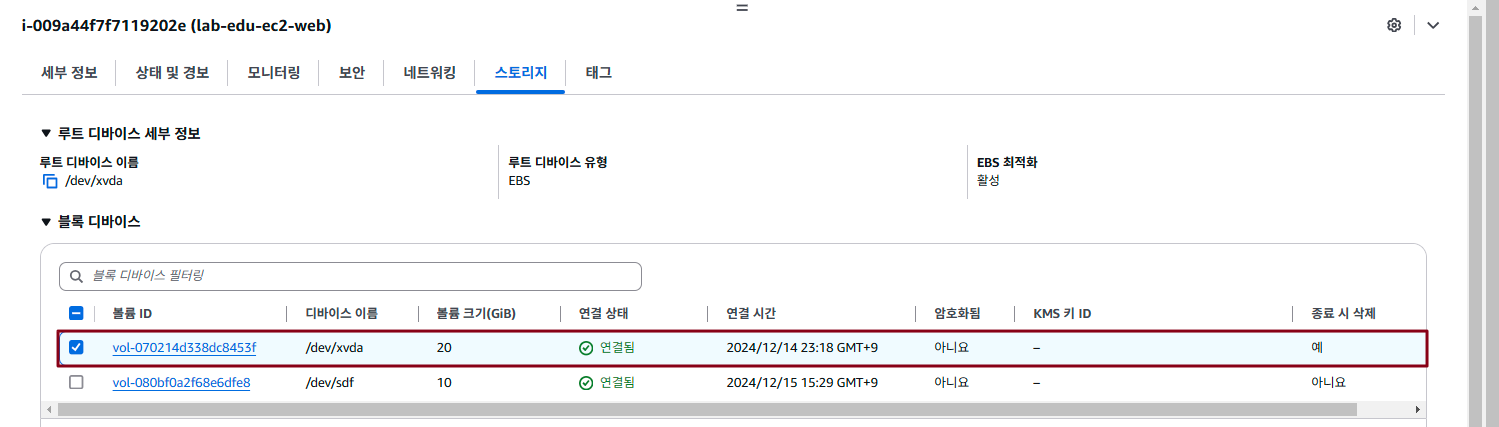 i-009a44f7f7119202e (lab-edu-ec2-web)
세부 정보 상태 및 경보 모니터링 보안 네트워킹 스토리지 태그
루트 디바이스 세부 정보
루트 디바이스 이름 루트 디바이스 유형 EBS 최적화
/dev/xvda EBS 활성
블록 디바이스
블록 디바이스 필터링
볼륨 ID 디바이스 이름 볼륨 크기(GiB) 연결 상태 연결 시간 암호화됨 KMS 키 ID 종료 시 삭제
vol-070214d338dc8453f /dev/xvda 20 연결됨 2024/12/14 23:18 GMT+9 아니요 – 예
vol-080bf0a2f68e6dfe8 /dev/sdf 10 연결됨 2024/12/15 15:29 GMT+9 아니요 – 아니요